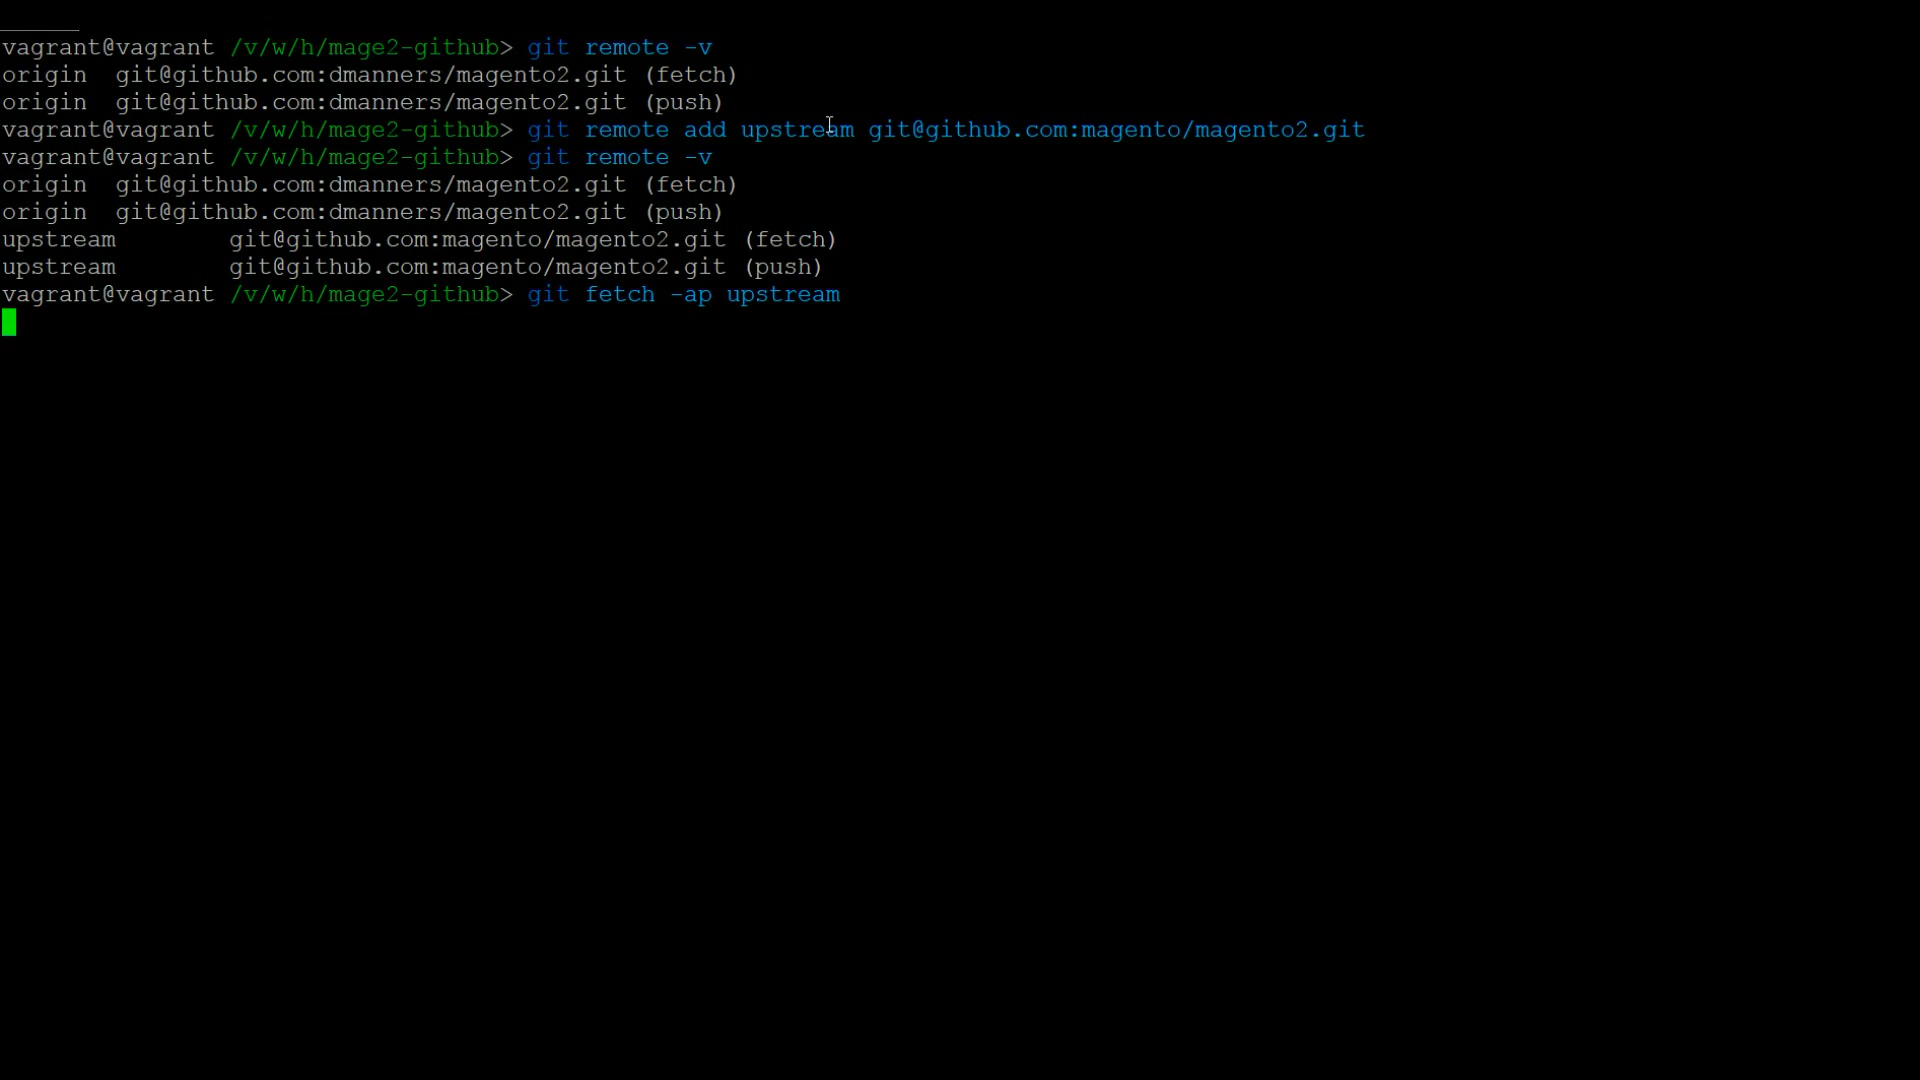 vagrant@vagrant /v/w/h/mage2-github> git remote -v
origin  git@github.com:dmanners/magento2.git (fetch)
origin  git@github.com:dmanners/magento2.git (push)
vagrant@vagrant /v/w/h/mage2-github> git remote add upstream git@github.com:magento/magento2.git
vagrant@vagrant /v/w/h/mage2-github> git remote -v
origin  git@github.com:dmanners/magento2.git (fetch)
origin  git@github.com:dmanners/magento2.git (push)
upstream        git@github.com:magento/magento2.git (fetch)
upstream        git@github.com:magento/magento2.git (push)
vagrant@vagrant /v/w/h/mage2-github> git fetch -ap upstream